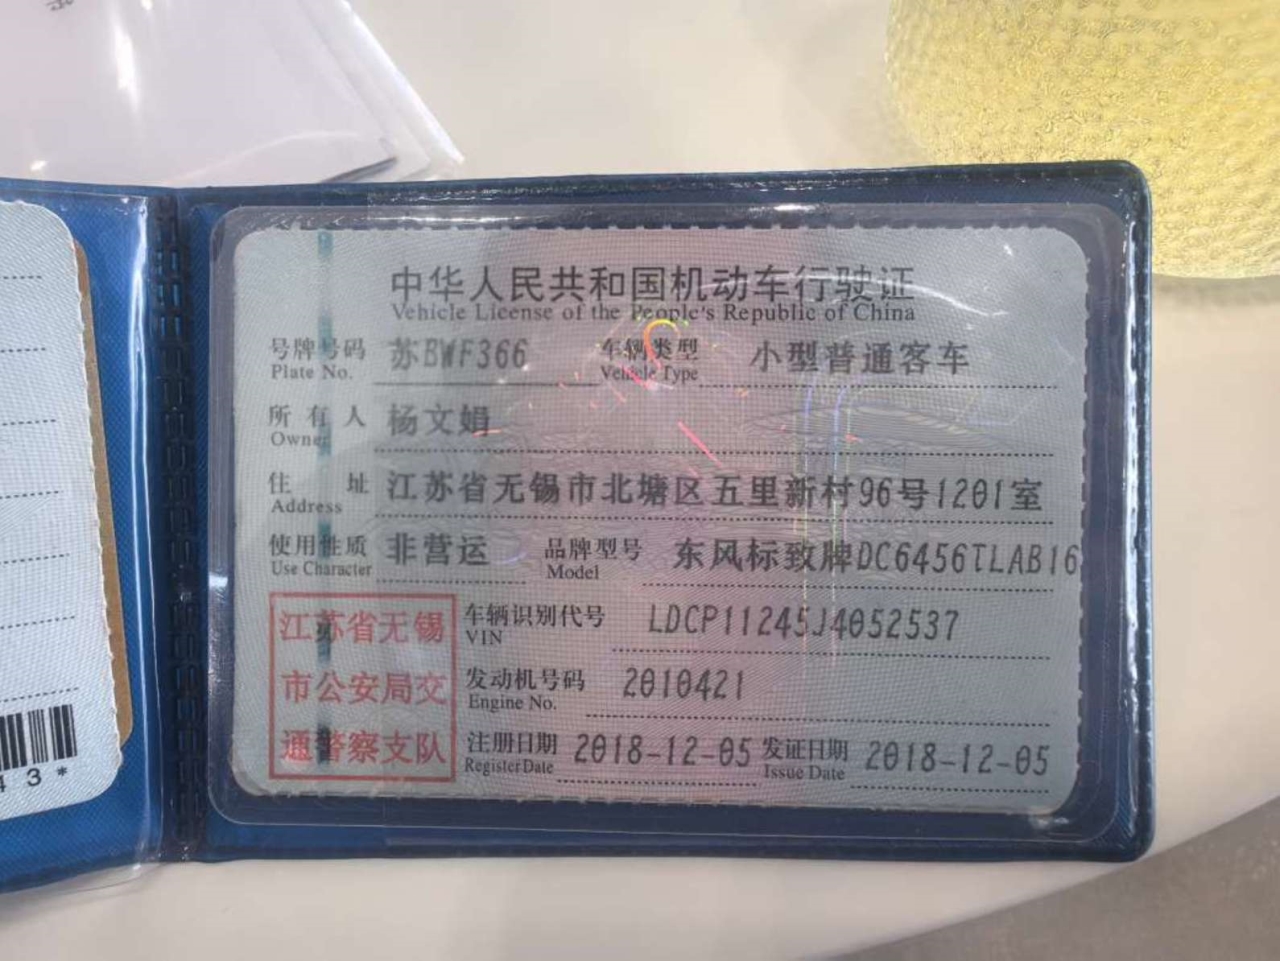 中华人民共和国机动车行驶证
Vehicle License of the People's Republic of China
号牌号码 苏BWF366 车辆类型 小型普通客车
Plate No. Vehicle Type
所有人 杨文娟
Owner
住址 江苏省无锡市北塘区五里新村96号1201室
Address
使用性质 非营运 品牌型号 东风标致牌DC6456TLAB16
Use Character Model
江苏省无锡
市公安局交
通警察支队
车辆识别代号 LDCP11245J4052537
VIN
发动机号码 2010421
Engine No.
注册日期 2018-12-05 发证日期 2018-12-05
Register Date Issue Date
43*